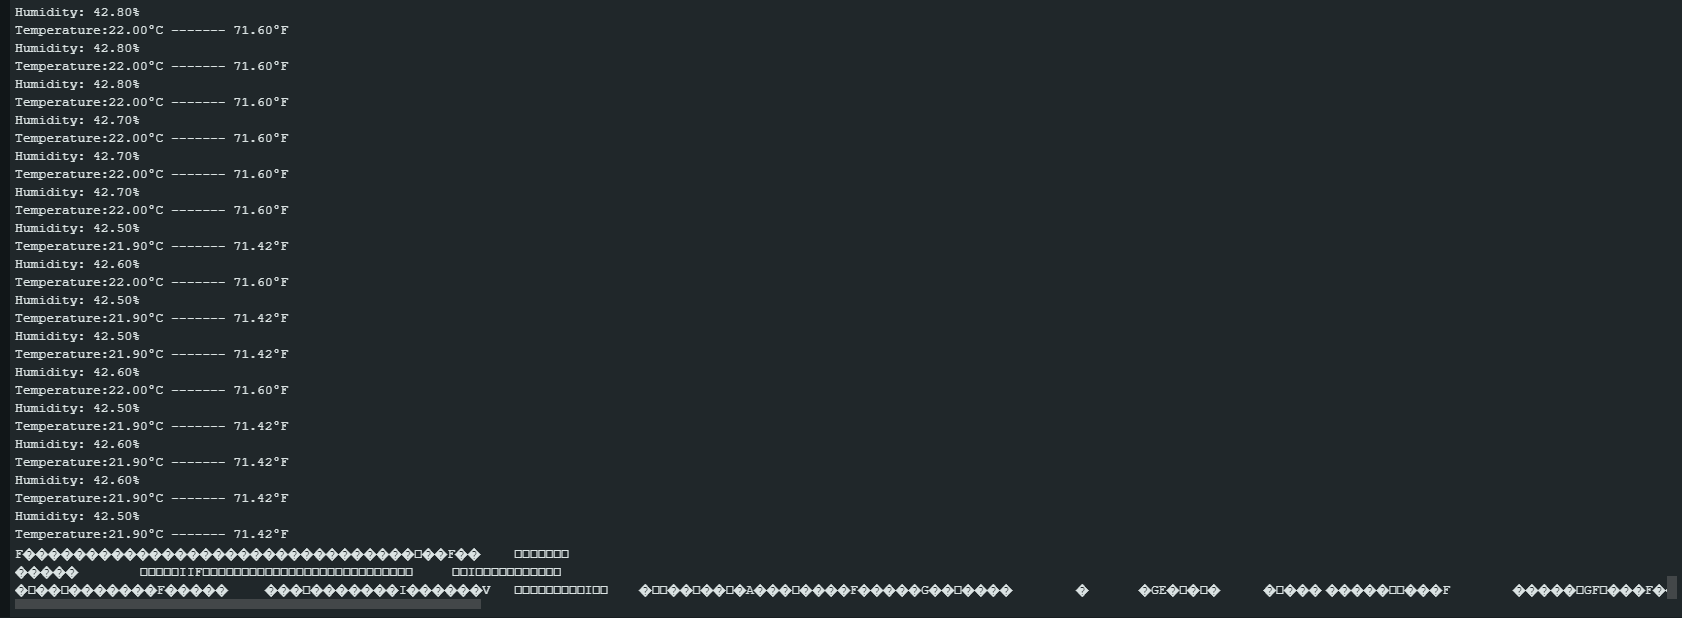 Humidity: 42.80%
Temperature:22.00°C ------- 71.60°F
Humidity: 42.80%
Temperature:22.00°C ------- 71.60°F
Humidity: 42.80%
Temperature:22.00°C ------- 71.60°F
Humidity: 42.70%
Temperature:22.00°C ------- 71.60°F
Humidity: 42.70%
Temperature:22.00°C ------- 71.60°F
Humidity: 42.70%
Temperature:22.00°C ------- 71.60°F
Humidity: 42.50%
Temperature:21.90°C ------- 71.42°F
Humidity: 42.60%
Temperature:22.00°C ------- 71.60°F
Humidity: 42.50%
Temperature:21.90°C ------- 71.42°F
Humidity: 42.50%
Temperature:21.90°C ------- 71.42°F
Humidity: 42.60%
Temperature:22.00°C ------- 71.60°F
Humidity: 42.50%
Temperature:21.90°C ------- 71.42°F
Humidity: 42.60%
Temperature:21.90°C ------- 71.42°F
Humidity: 42.60%
Temperature:21.90°C ------- 71.42°F
Humidity: 42.50%
Temperature:21.90°C ------- 71.42°F